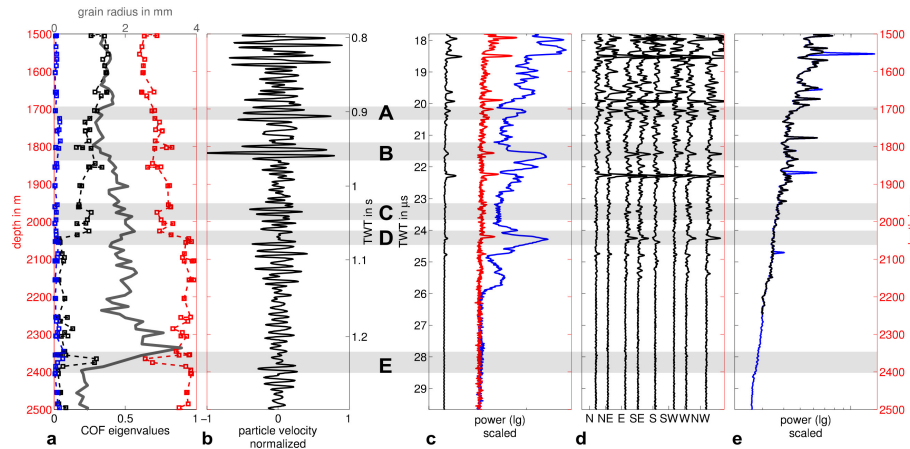 grain radius in mm
0 2 4
1500
1600
1700
1800
1900
2000
2100
2200
2300
2400
2500
depth in m
0 0.5 1
COF eigenvalues
a
0.8
0.9
1
1.1
1.2
TWT in s
−1 0 1
particle velocity
normalized
b
A
B
C
D
E
18
19
20
21
22
23
24
25
26
27
28
29
TWT in µs
power (lg)
scaled
c
N NE E SE S SW W NW
d
power (lg)
scaled
e
1500
1600
1700
1800
1900
2000
2100
2200
2300
2400
2500